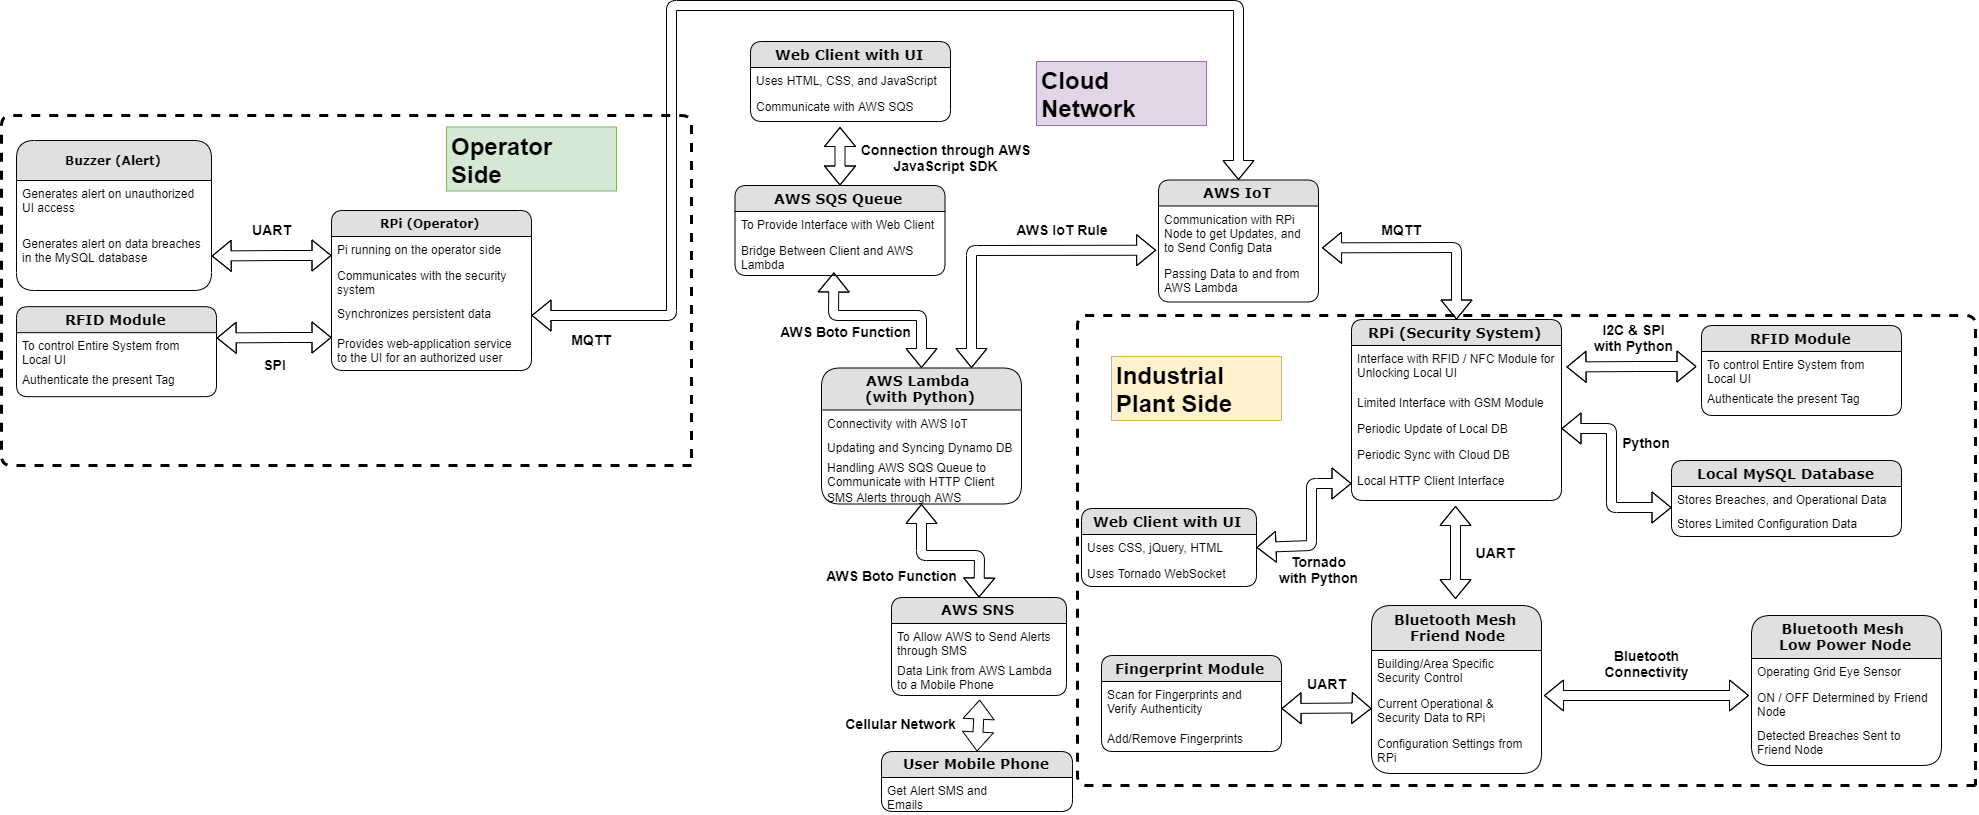 Web Client with UI
Uses HTML, CSS, and JavaScript
Communicate with AWS SQS
Cloud
Network
Connection through AWS
JavaScript SDK
Operator
Side
Buzzer (Alert)
Generates alert on unauthorized
UI access
Generates alert on data breaches
in the MySQL database
UART
RPi (Operator)
Pi running on the operator side
Communicates with the security
system
Synchronizes persistent data
Provides web-application service
to the UI for an authorized user
RFID Module
To control Entire System from
Local UI
Authenticate the present Tag
SPI
MQTT
AWS SQS Queue
To Provide Interface with Web Client
Bridge Between Client and AWS
Lambda
AWS IoT Rule
AWS IoT
Communication with RPi
Node to get Updates, and
to Send Config Data
Passing Data to and from
AWS Lambda
MQTT
AWS Boto Function
AWS Lambda
(with Python)
Connectivity with AWS IoT
Updating and Syncing Dynamo DB
Handling AWS SQS Queue to
Communicate with HTTP Client
SMS Alerts through AWS
AWS Boto Function
AWS SNS
To Allow AWS to Send Alerts
through SMS
Data Link from AWS Lambda
to a Mobile Phone
Cellular Network
User Mobile Phone
Get Alert SMS and
Emails
Industrial
Plant Side
RPi (Security System)
Interface with RFID / NFC Module for
Unlocking Local UI
Limited Interface with GSM Module
Periodic Update of Local DB
Periodic Sync with Cloud DB
Local HTTP Client Interface
I2C & SPI
with Python
RFID Module
To control Entire System from
Local UI
Authenticate the present Tag
Python
Local MySQL Database
Stores Breaches, and Operational Data
Stores Limited Configuration Data
Web Client with UI
Uses CSS, jQuery, HTML
Uses Tornado WebSocket
Tornado
with Python
UART
Bluetooth Mesh
Friend Node
Building/Area Specific
Security Control
Current Operational &
Security Data to RPi
Configuration Settings from
RPi
Fingerprint Module
Scan for Fingerprints and
Verify Authenticity
Add/Remove Fingerprints
UART
Bluetooth
Connectivity
Bluetooth Mesh
Low Power Node
Operating Grid Eye Sensor
ON / OFF Determined by Friend
Node
Detected Breaches Sent to
Friend Node